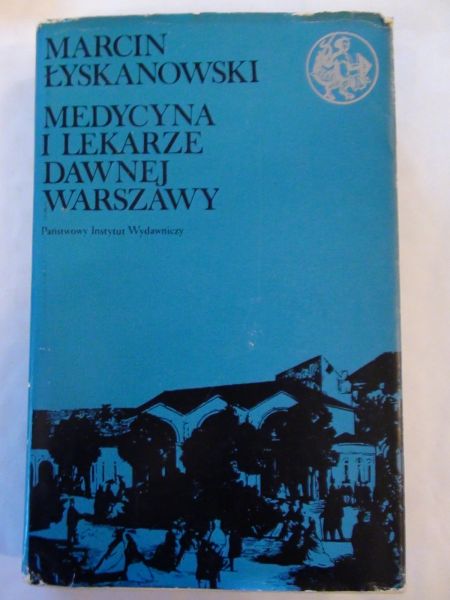 MARCIN
ŁYSKANOWSKI
MEDYCYNA
I LEKARZE
DAWNEJ
WARSZAWY
Państwowy Instytut Wydawniczy